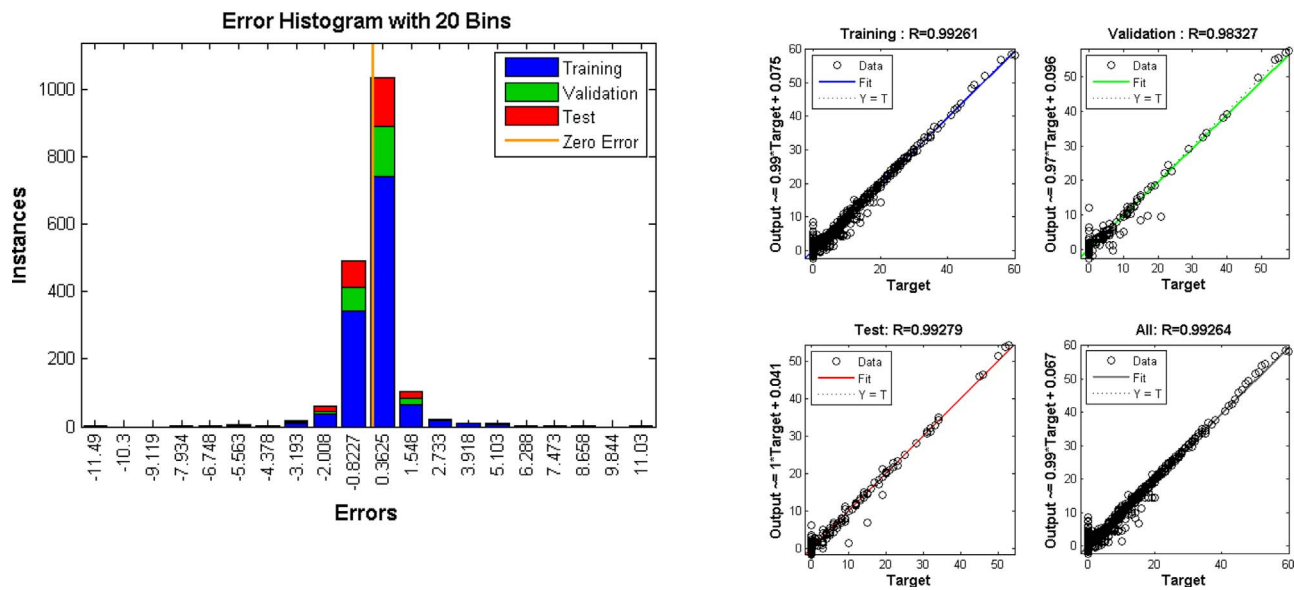 Error Histogram with 20 Bins
Instances
1000
800
600
400
200
0
Training
Validation
Test
Zero Error
-11.49
-10.3
-9.119
-7.934
-6.748
-5.563
-4.378
-3.193
-2.008
-0.8227
0.3625
1.548
2.733
3.918
5.103
6.288
7.473
8.658
9.844
11.03
Errors
Training : R=0.99261
Output ~= 0.99*Target + 0.075
60
50
40
30
20
10
0
Data
Fit
Y = T
0 20 40 60
Target
Validation : R=0.98327
Output ~= 0.97*Target + 0.096
50
40
30
20
10
0
Data
Fit
Y = T
0 10 20 30 40 50
Target
Test: R=0.99279
Output ~= 1*Target + 0.041
50
40
30
20
10
0
Data
Fit
Y = T
0 10 20 30 40 50
Target
All: R=0.99264
Output ~= 0.99*Target + 0.067
60
50
40
30
20
10
0
Data
Fit
Y = T
0 20 40 60
Target